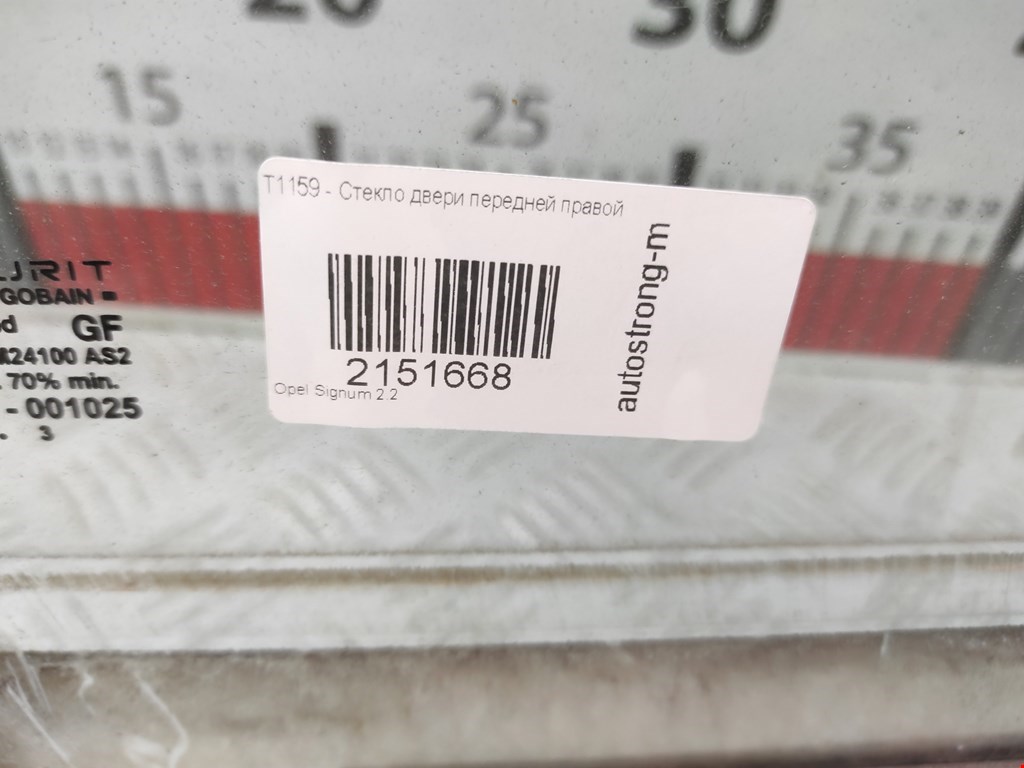 30
15 25 35
T1159 - Стекло двери передней правой
autostrong-m
2151668
Opel Signum 2.2
GOBAIN
GF
AS2
70% min.
- 001025
3